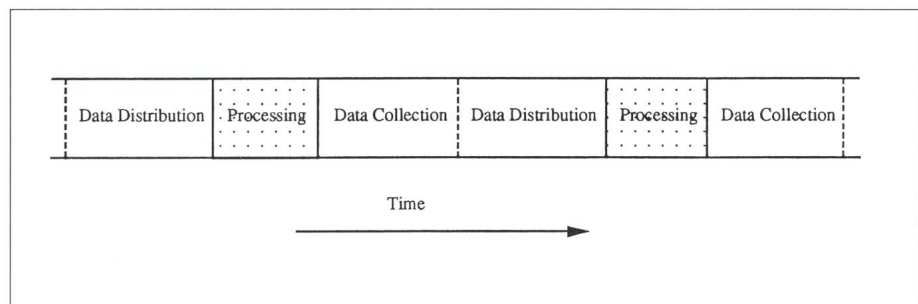 Data Distribution Processing Data Collection Data Distribution Processing Data Collection
Time